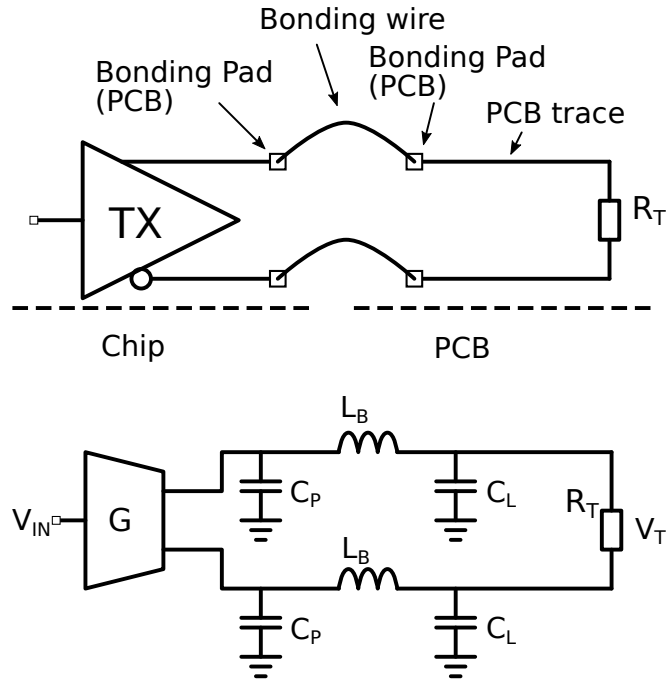 Bonding wire
Bonding Pad
(PCB)
Bonding Pad
(PCB)
PCB trace
TX
R_T
Chip
PCB
L_B
C_P
C_L
R_T
V_IN
G
V_T
L_B
C_P
C_L